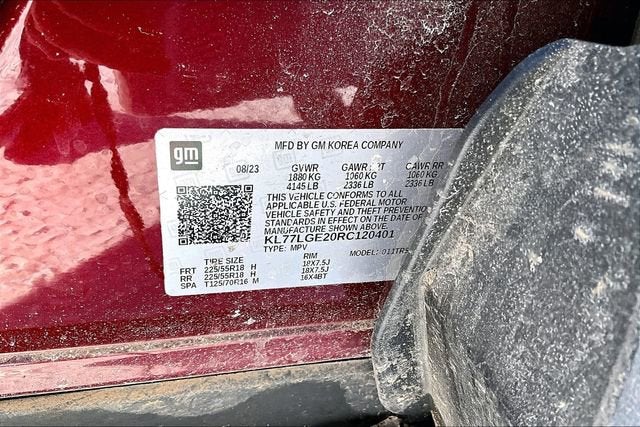 gm
MFD BY GM KOREA COMPANY
08/23 GVWR GAWR FRT GAWR RR
1880 KG 1060 KG 1060 KG
4145 LB 2336 LB 2336 LB
THIS VEHICLE CONFORMS TO ALL
APPLICABLE U.S. FEDERAL MOTOR
VEHICLE SAFETY AND THEFT PREVENTIO
STANDARDS IN EFFECT ON THE DATE OF
MANUFACTURE SHOWN ABOVE.
KL77LGE20RC120401
TYPE: MPV MODEL: 011TR5
TIRE SIZE RIM
FRT 225/55R18 H 18X7.5J
RR 225/55R18 H 18X7.5J
SPA T125/70R16 M 16X4BT